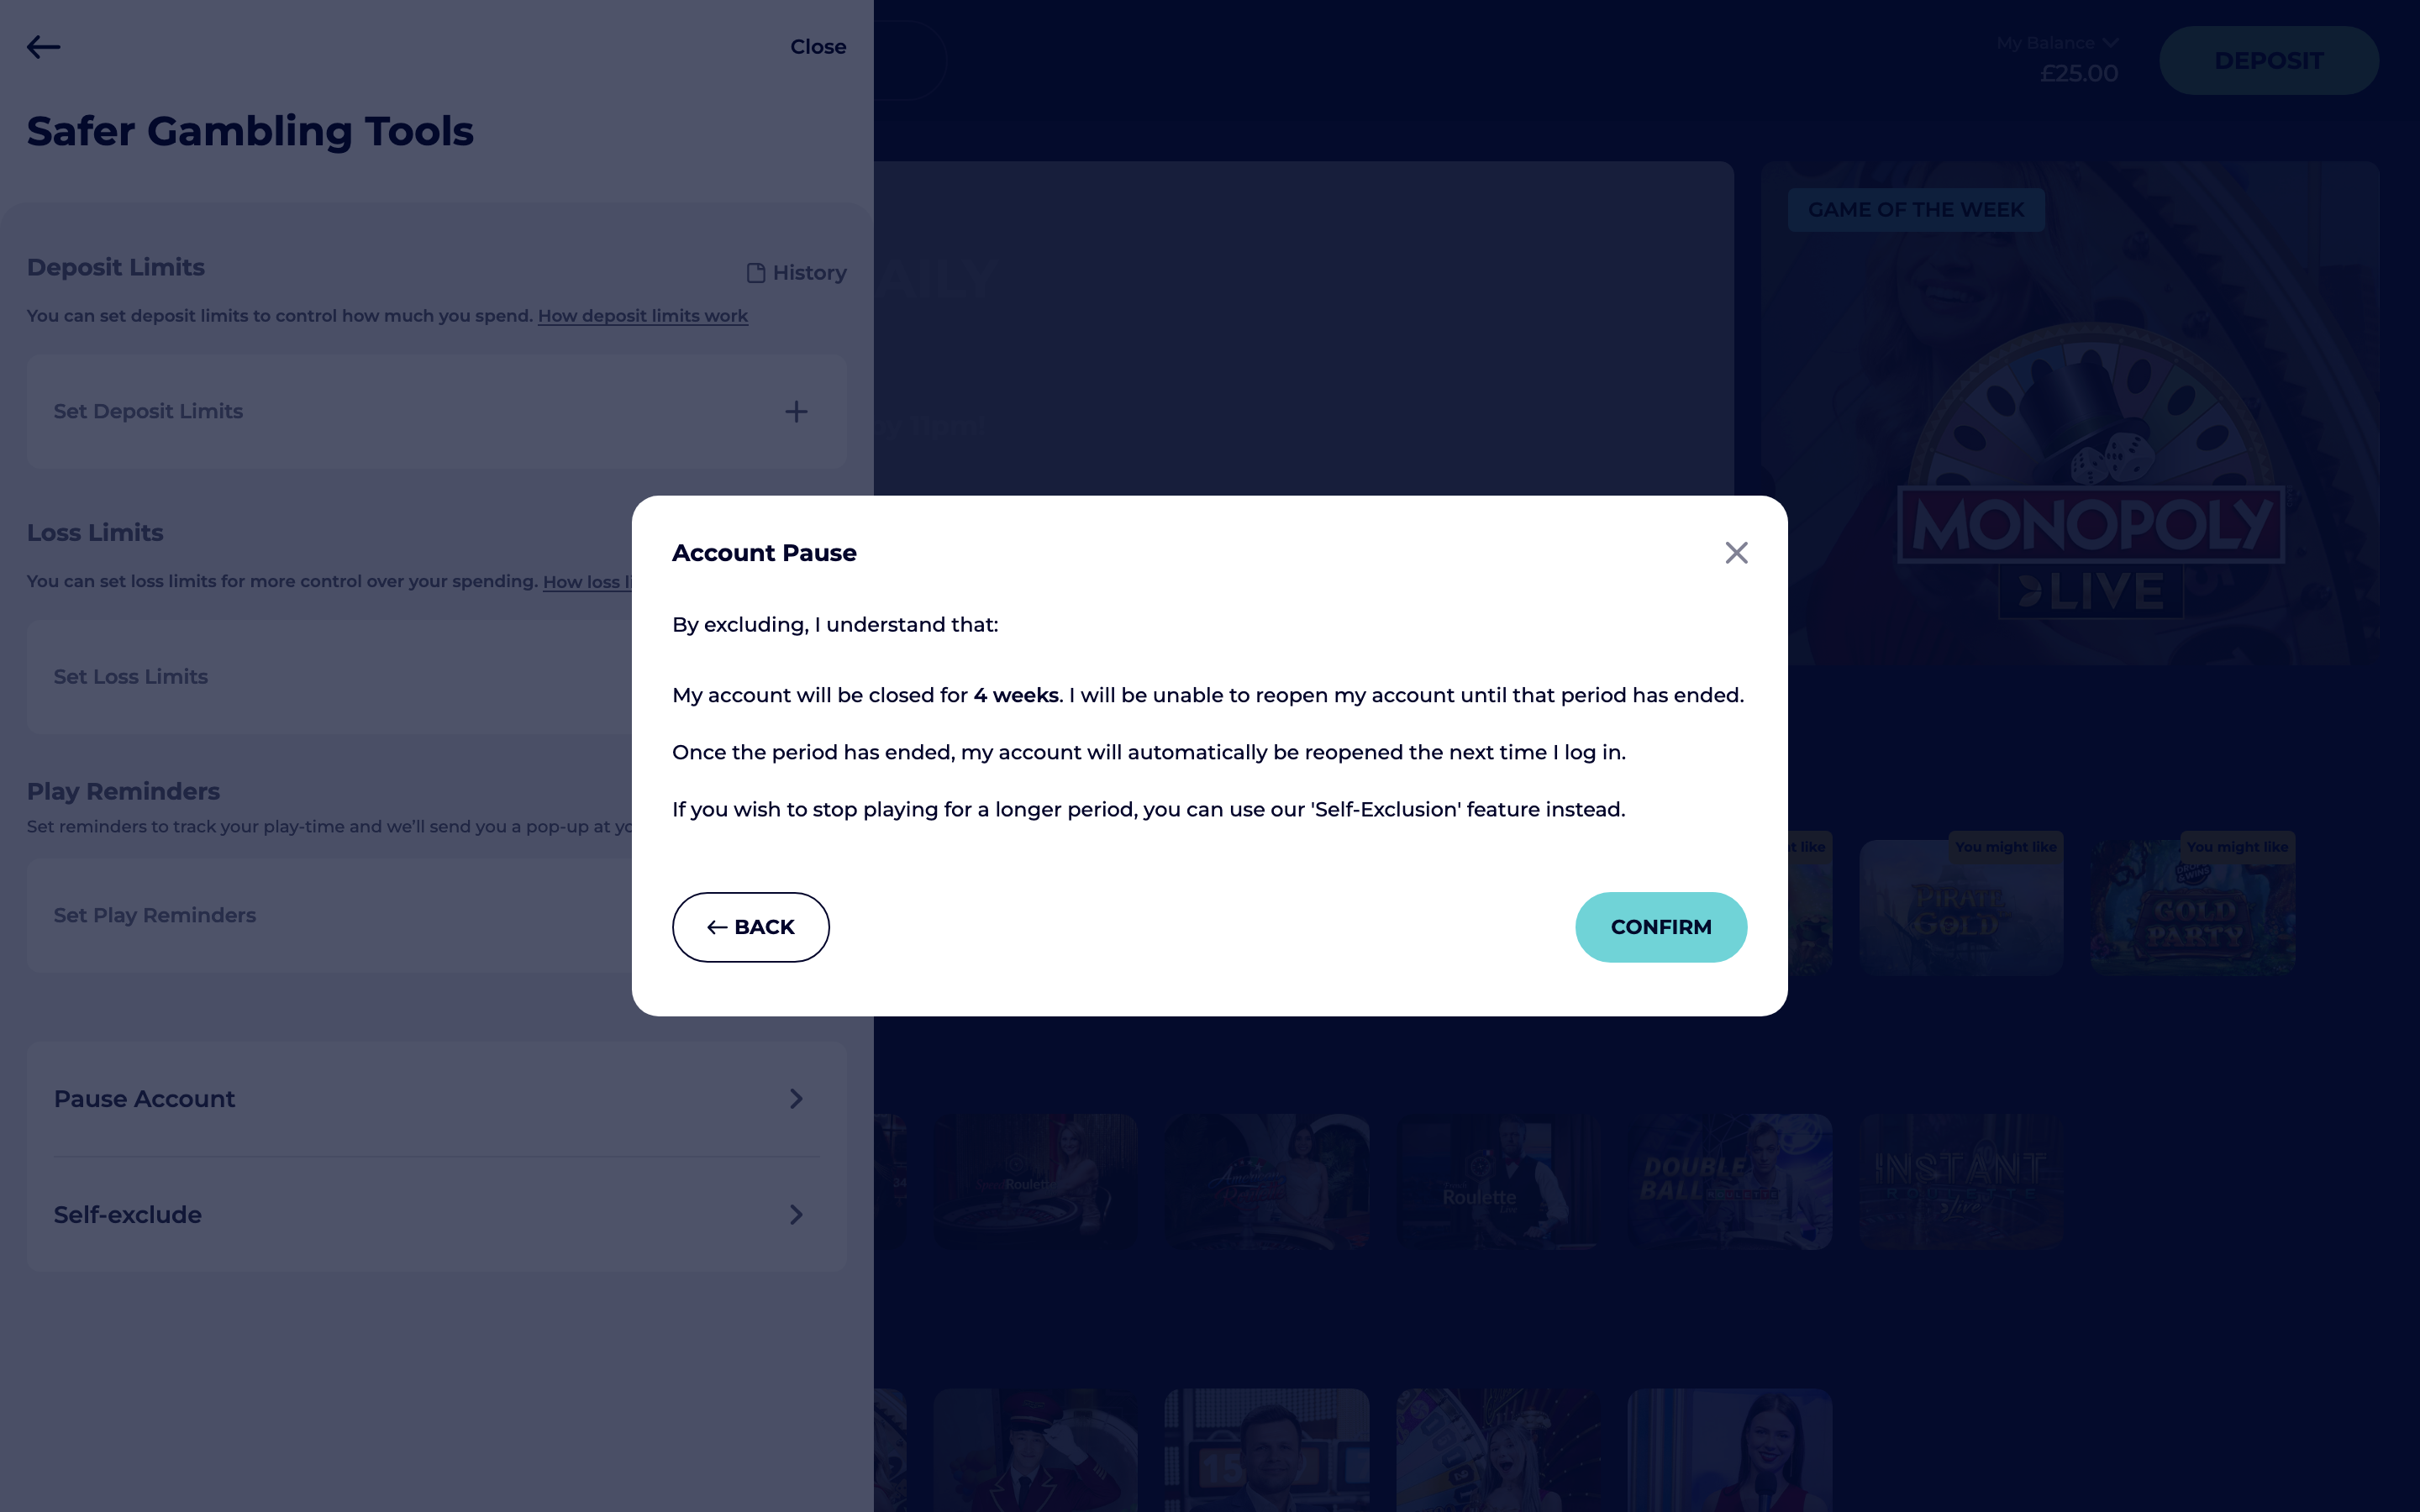 Close
Safer Gambling Tools
Deposit Limits
History
You can set deposit limits to control how much you spend. How deposit limits work
Set Deposit Limits
Loss Limits
You can set loss limits for more control over your spending. How loss
Set Loss Limits
Play Reminders
Set reminders to track your play-time and we'll send you a pop-up at
Set Play Reminders
Pause Account
Self-exclude
My Balance
£25.00
DEPOSIT
AILY
GAME OF THE WEEK
MONOPOLY
LIVE
Account Pause
By excluding, I understand that:
My account will be closed for 4 weeks. I will be unable to reopen my account until that period has ended.
Once the period has ended, my account will automatically be reopened the next time I log in.
If you wish to stop playing for a longer period, you can use our 'Self-Exclusion' feature instead.
BACK
CONFIRM
like
You might like
You might like
PIRATE
GOLD
GOLD
PARTY
Roulette
Roulette
Live
DOUBLE
BALL
INSTANT